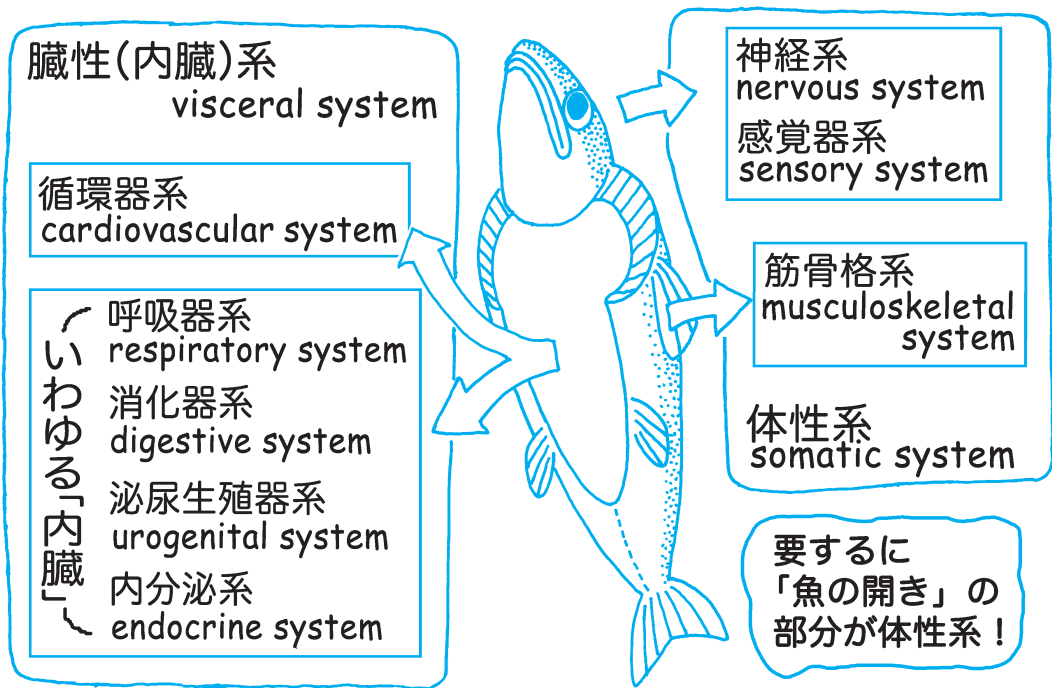 臓性(内臓)系
visceral system
循環器系
cardiovascular system
いわゆる「内臓」
呼吸器系
respiratory system
消化器系
digestive system
泌尿生殖器系
urogenital system
内分泌系
endocrine system
神経系
nervous system
感覚器系
sensory system
筋骨格系
musculoskeletal
system
体性系
somatic system
要するに
「魚の開き」の
部分が体性系！